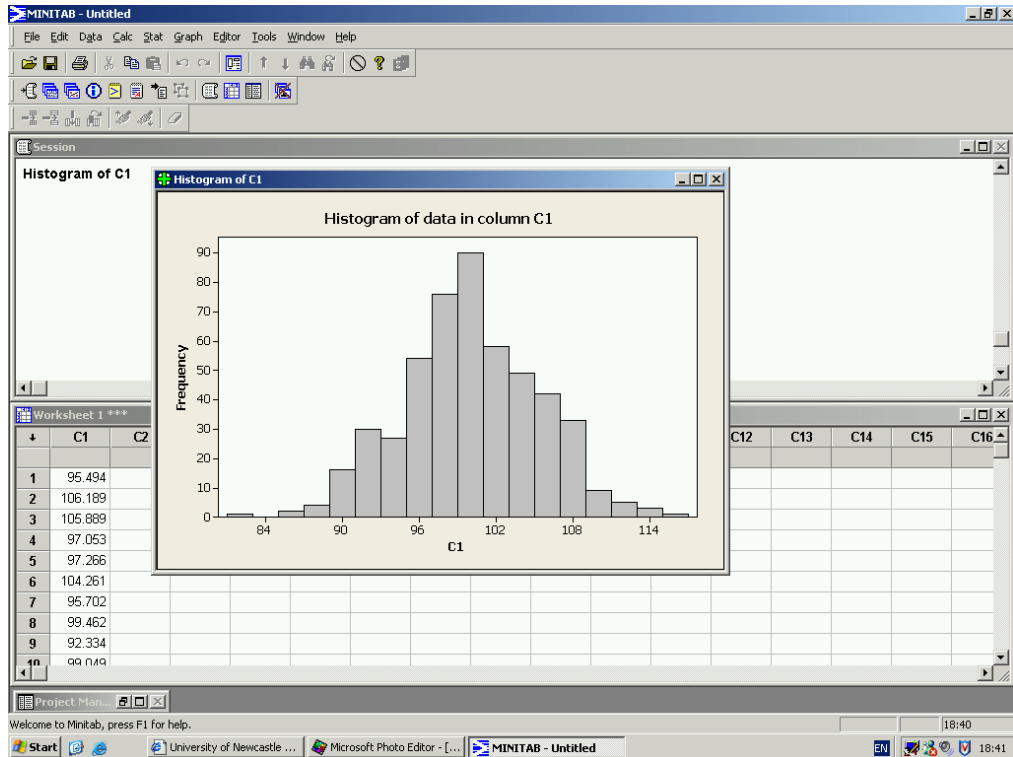 MINITAB - Untitled
File Edit Data Calc Stat Graph Editor Tools Window Help
Session
Histogram of C1
Histogram of C1
Histogram of data in column C1
Frequency
90
80
70
60
50
40
30
20
10
0
84 90 96 102 108 114
C1
Worksheet 1 ***
C1 C2 C12 C13 C14 C15 C16
1 95.494
2 106.189
3 105.889
4 97.053
5 97.266
6 104.261
7 95.702
8 99.462
9 92.334
10 99.049
Project Man...
Welcome to Minitab, press F1 for help.
18:40
Start University of Newcastle ... Microsoft Photo Editor - [... MINITAB - Untitled EN 18:41